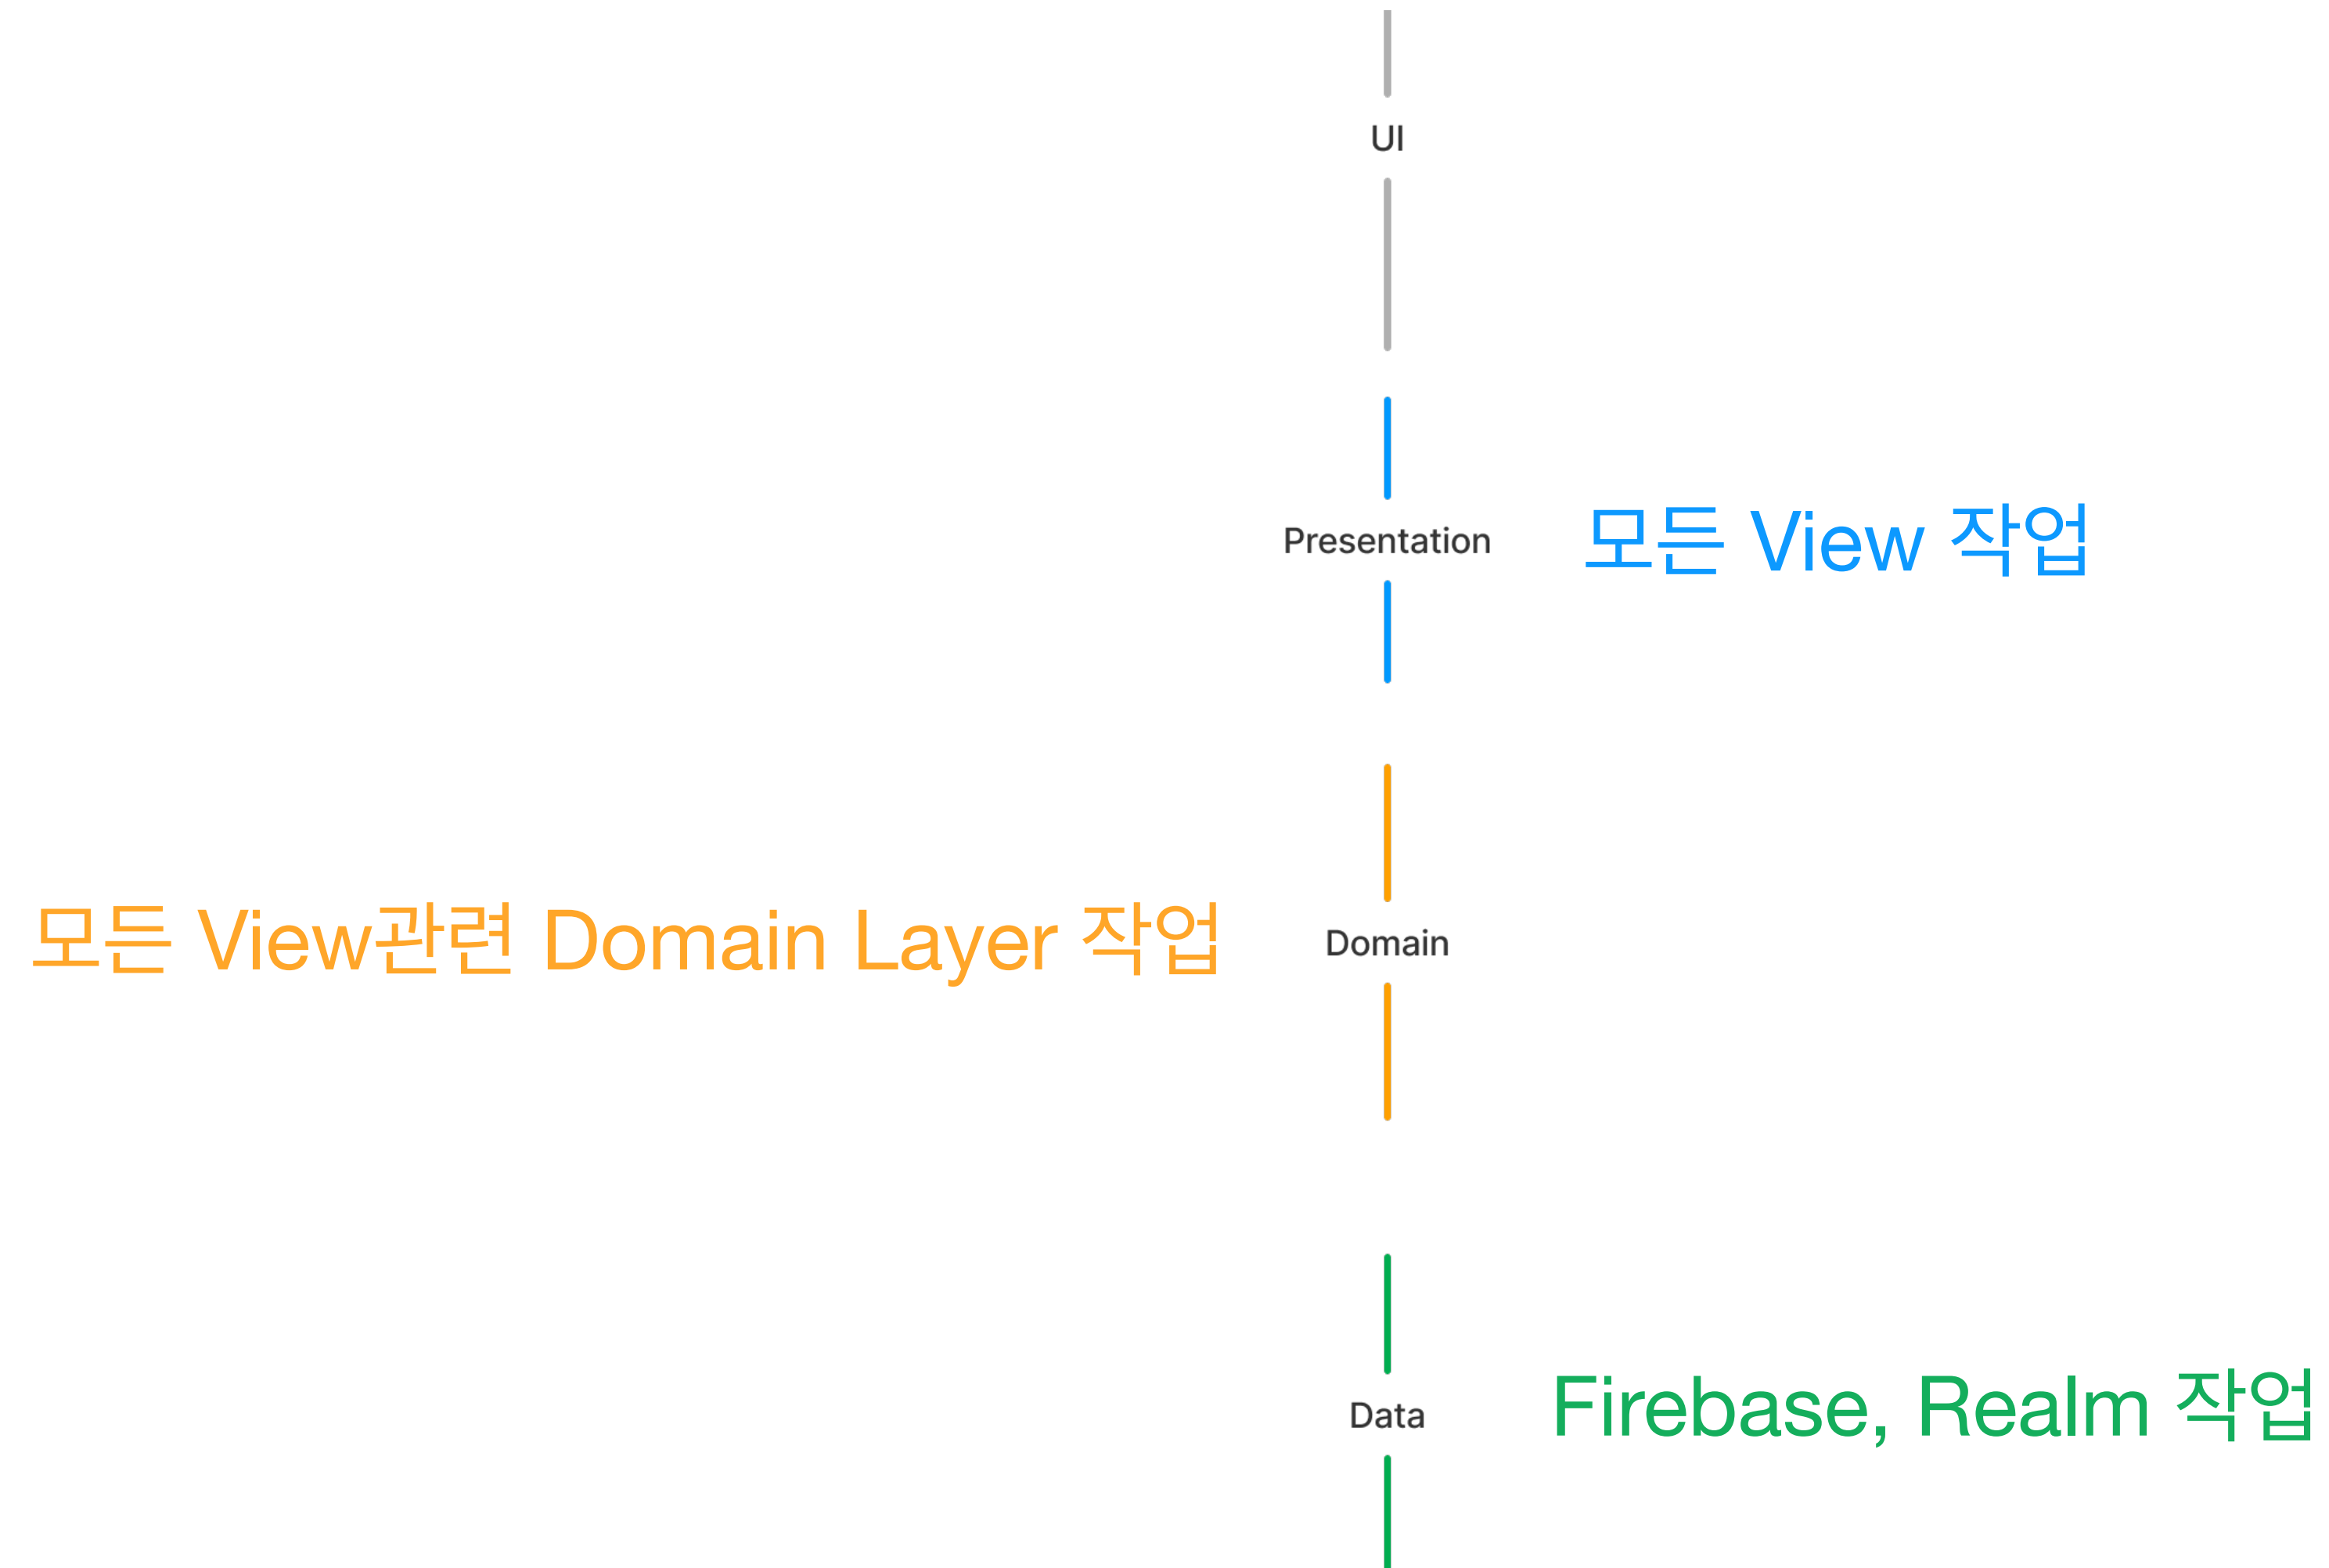 UI
Presentation
모든 View 작업
모든 View관련 Domain Layer 작업
Domain
Data
Firebase, Realm 작업